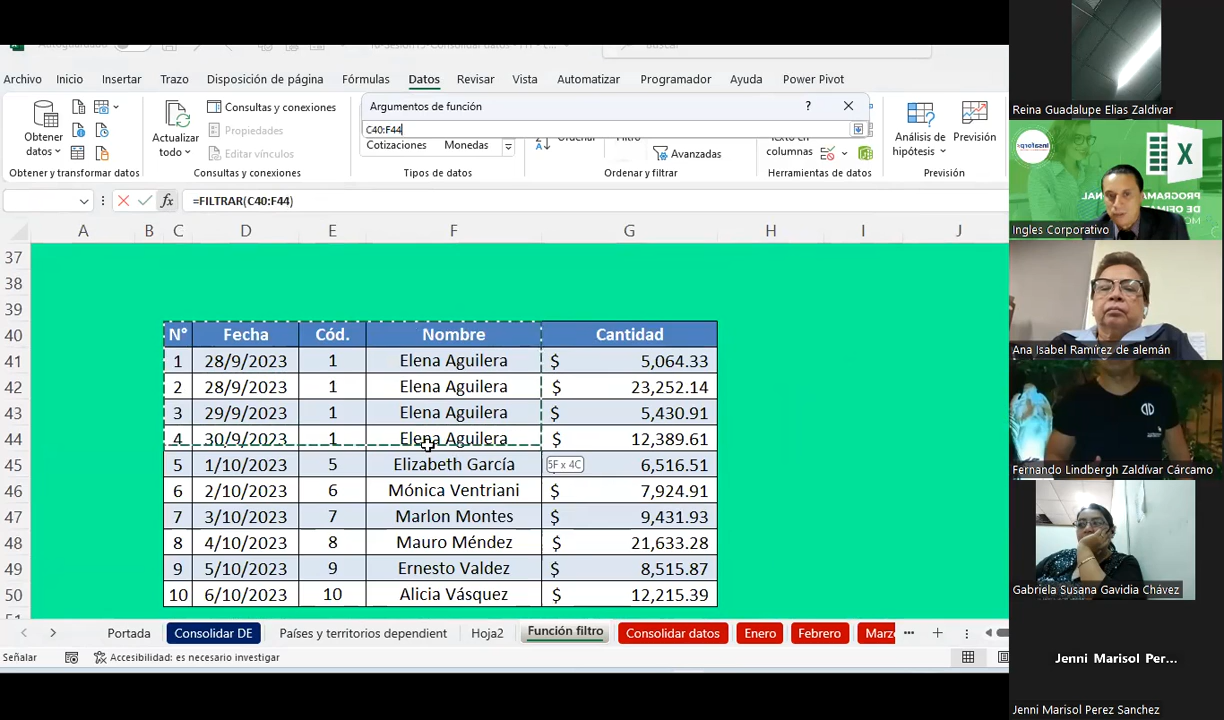 Archivo Inicio Insertar Trazo Disposición de página Fórmulas Datos Revisar Vista Automatizar Programador Ayuda Power Pivot
Argumentos de función ?
C40:F44
Obtener datos
Actualizar todo
Consultas y conexiones
Propiedades
Editar vínculos
Cotizaciones Monedas
Ordenar Filtro
Avanzadas
Texto en columnas
Análisis de hipótesis
Previsión
Obtener y transformar datos Consultas y conexiones Tipos de datos Ordenar y filtrar Herramientas de datos Previsión
fx =FILTRAR(C40:F44)
A B C D E F G H I J
37
38
39
40 N° Fecha Cód. Nombre Cantidad
41 1 28/9/2023 1 Elena Aguilera $ 5,064.33
42 2 28/9/2023 1 Elena Aguilera $ 23,252.14
43 3 29/9/2023 1 Elena Aguilera $ 5,430.91
44 4 30/9/2023 1 Elena Aguilera $ 12,389.61
45 5 1/10/2023 5 Elizabeth García 5F x 4C 6,516.51
46 6 2/10/2023 6 Mónica Ventriani $ 7,924.91
47 7 3/10/2023 7 Marlon Montes $ 9,431.93
48 8 4/10/2023 8 Mauro Méndez $ 21,633.28
49 9 5/10/2023 9 Ernesto Valdez $ 8,515.87
50 10 6/10/2023 10 Alicia Vásquez $ 12,215.39
Portada Consolidar DE Países y territorios dependient Hoja2 Función filtro Consolidar datos Enero Febrero Marzo
Señalar Accesibilidad: es necesario investigar
Reina Guadalupe Elias Zaldivar
insaforp
X
Ingles Corporativo
Ana Isabel Ramírez de alemán
Fernando Lindbergh Zaldívar Cárcamo
Gabriela Susana Gavidia Chávez
Jenni Marisol Per...
Jenni Marisol Perez Sanchez